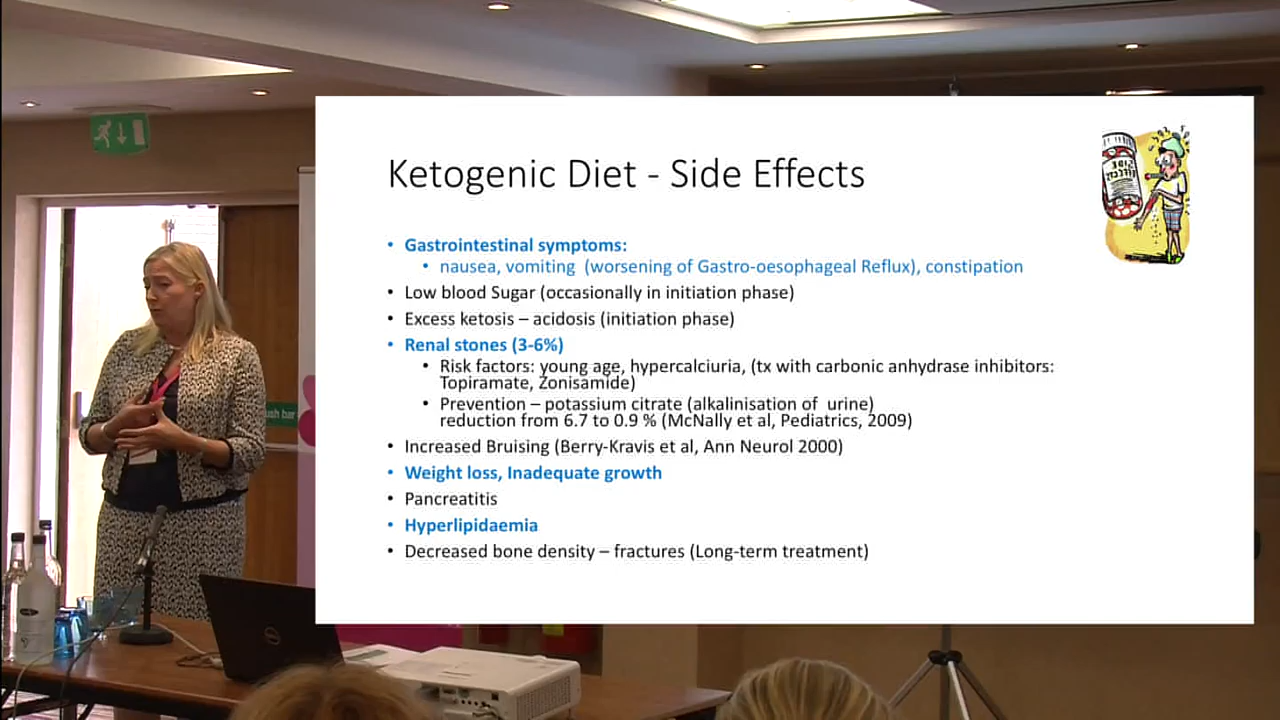 Ketogenic Diet - Side Effects
• Gastrointestinal symptoms:
• nausea, vomiting (worsening of Gastro-oesophageal Reflux), constipation
• Low blood Sugar (occasionally in initiation phase)
• Excess ketosis – acidosis (initiation phase)
• Renal stones (3-6%)
• Risk factors: young age, hypercalciuria, (tx with carbonic anhydrase inhibitors:
Topiramate, Zonisamide)
• Prevention – potassium citrate (alkalinisation of urine)
reduction from 6.7 to 0.9 % (McNally et al, Pediatrics, 2009)
• Increased Bruising (Berry-Kravis et al, Ann Neurol 2000)
• Weight loss, Inadequate growth
• Pancreatitis
• Hyperlipidaemia
• Decreased bone density – fractures (Long-term treatment)
ush bar
DELL